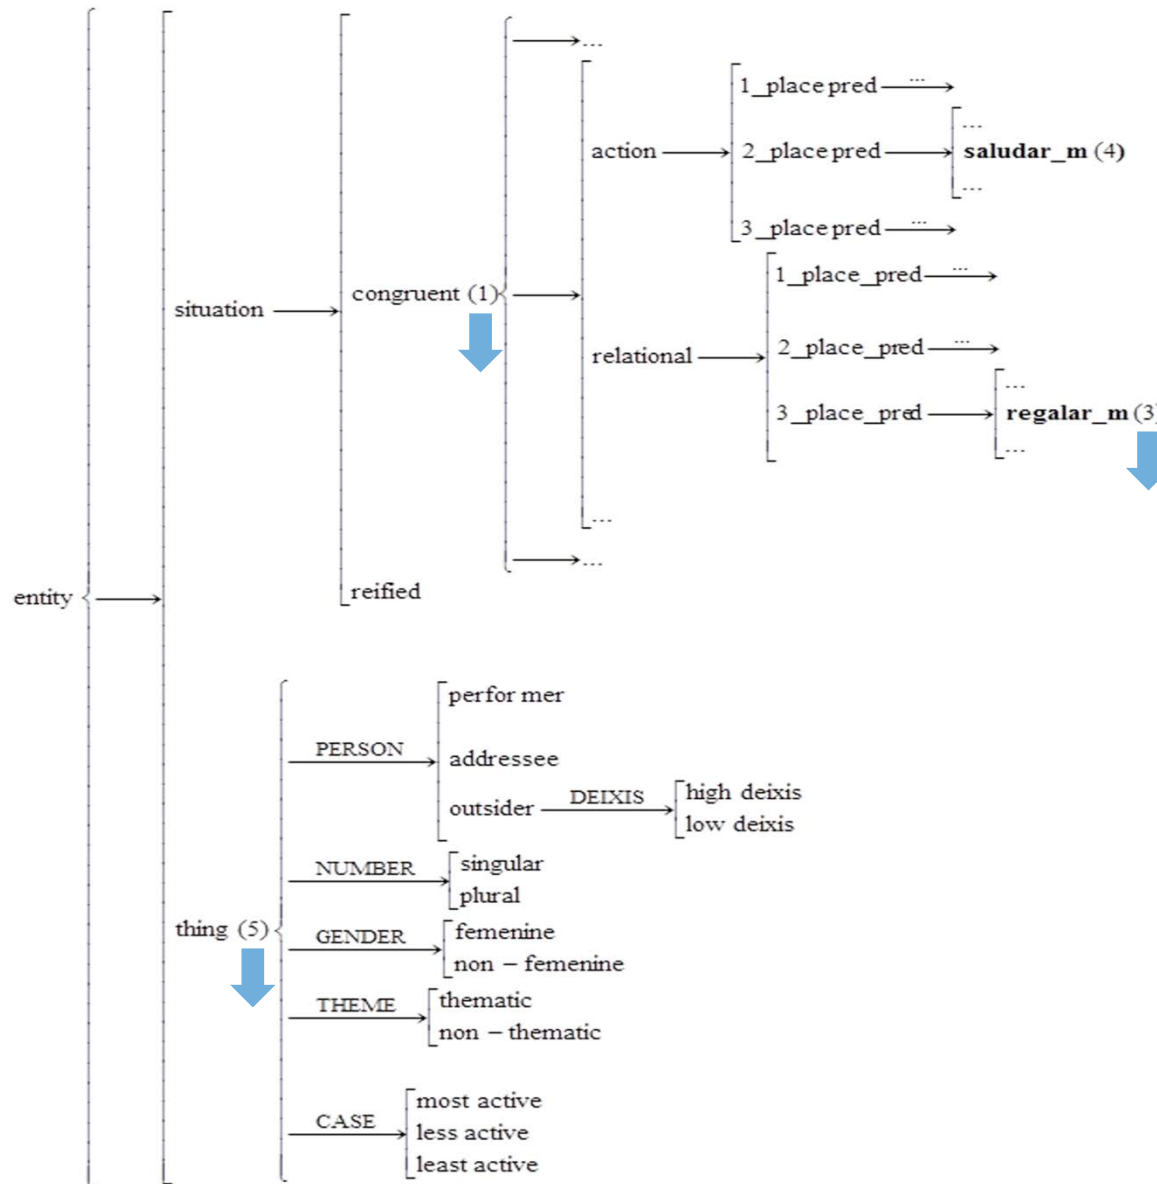 ...
1_place pred ...
...
action 2_place pred saludar_m (4)
...
3_place pred ...
1_place_pred ...
congruent (1)
situation
2_place_pred ...
relational
...
3_place_pred regalar_m (3)
...
...
...
reified
entity
perfor mer
PERSON
addressee
outsider DEIXIS high deixis
low deixis
NUMBER singular
plural
thing (5) GENDER femenine
non – femenine
THEME thematic
non – thematic
most active
CASE
less active
least active